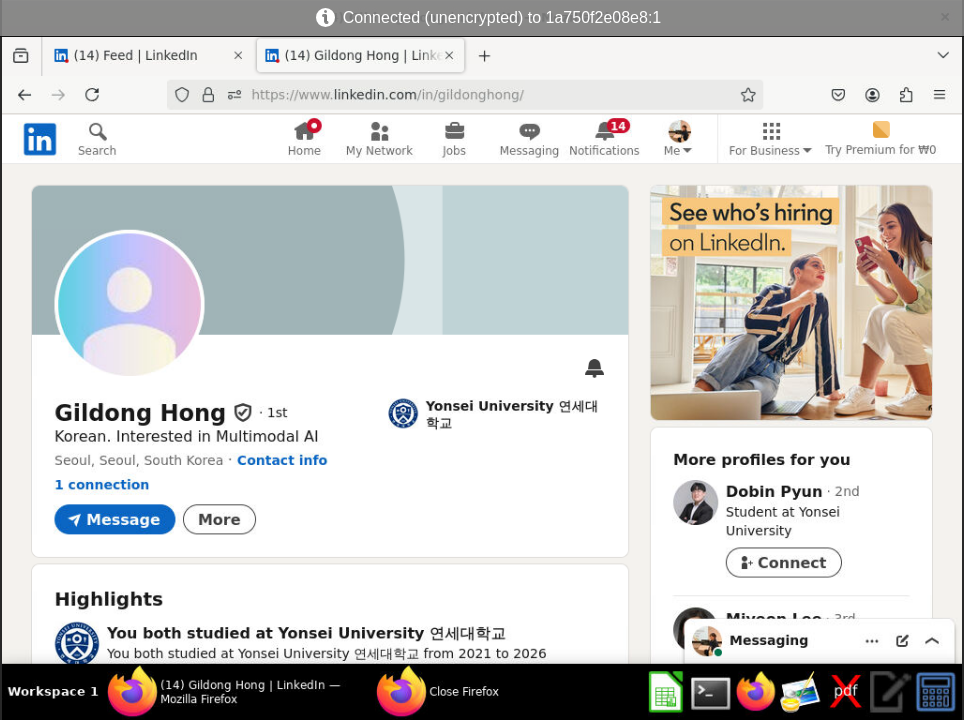 Connected (unencrypted) to 1a750f2e08e8:1
(14) Feed | LinkedIn
(14) Gildong Hong | Linke
https://www.linkedin.com/in/gildonghong/
in
Search
Home
My Network
Jobs
Messaging
14
Notifications
Me
For Business
Try Premium for ₩0
See who's hiring
on LinkedIn.
Gildong Hong · 1st
Korean. Interested in Multimodal AI
Seoul, Seoul, South Korea · Contact info
1 connection
Message
More
Yonsei University 연세대
학교
More profiles for you
Dobin Pyun · 2nd
Student at Yonsei
University
Connect
Highlights
You both studied at Yonsei University 연세대학교
You both studied at Yonsei University 연세대학교 from 2021 to 2026
Messaging
Workspace 1
(14) Gildong Hong | LinkedIn —
Mozilla Firefox
Close Firefox
pdf